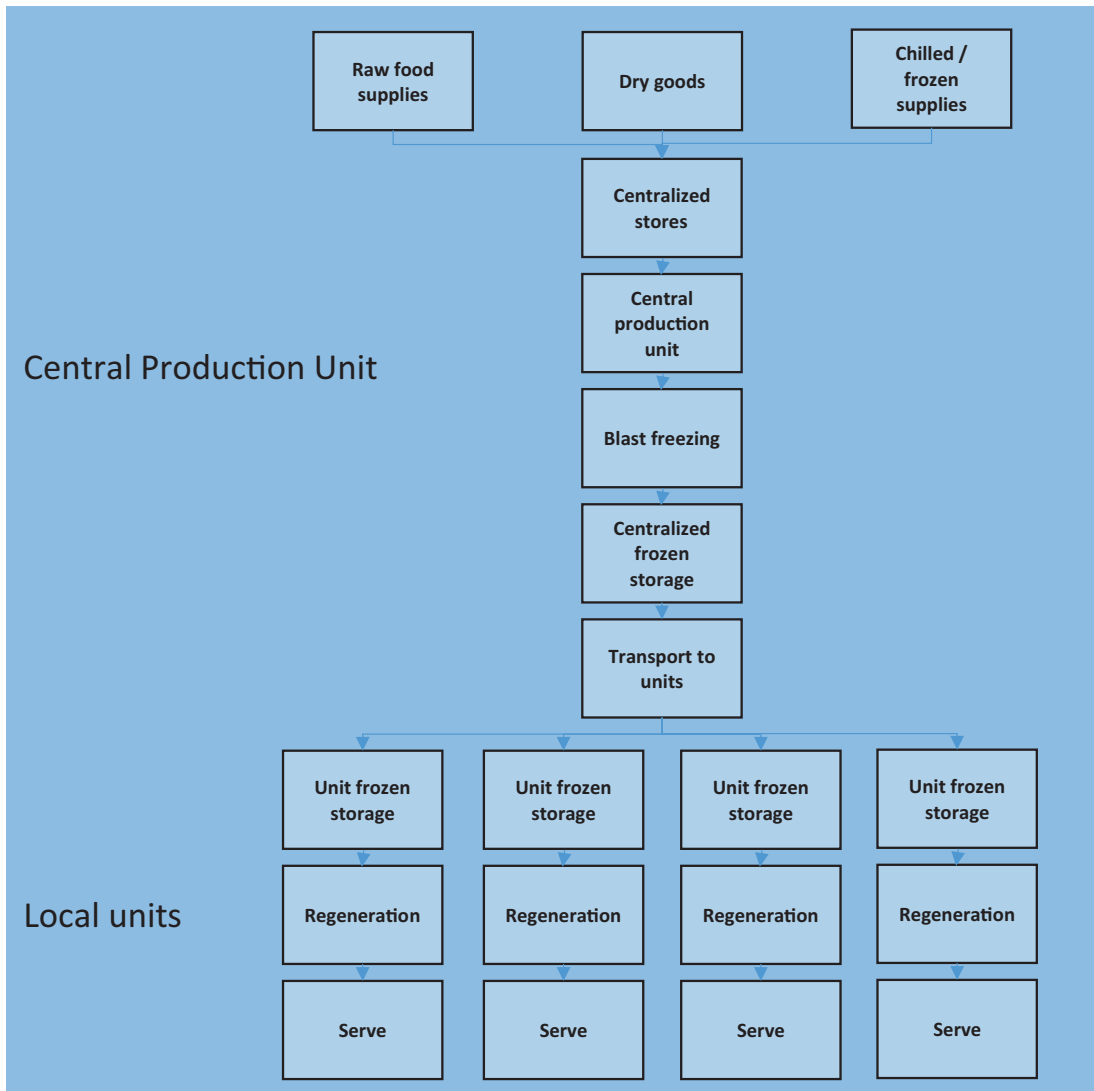 Raw food
supplies
Dry goods
Chilled /
frozen
supplies
Centralized
stores
Central
production
unit
Central Production Unit
Blast freezing
Centralized
frozen
storage
Transport to
units
Unit frozen
storage
Unit frozen
storage
Unit frozen
storage
Unit frozen
storage
Local units
Regeneration
Regeneration
Regeneration
Regeneration
Serve
Serve
Serve
Serve